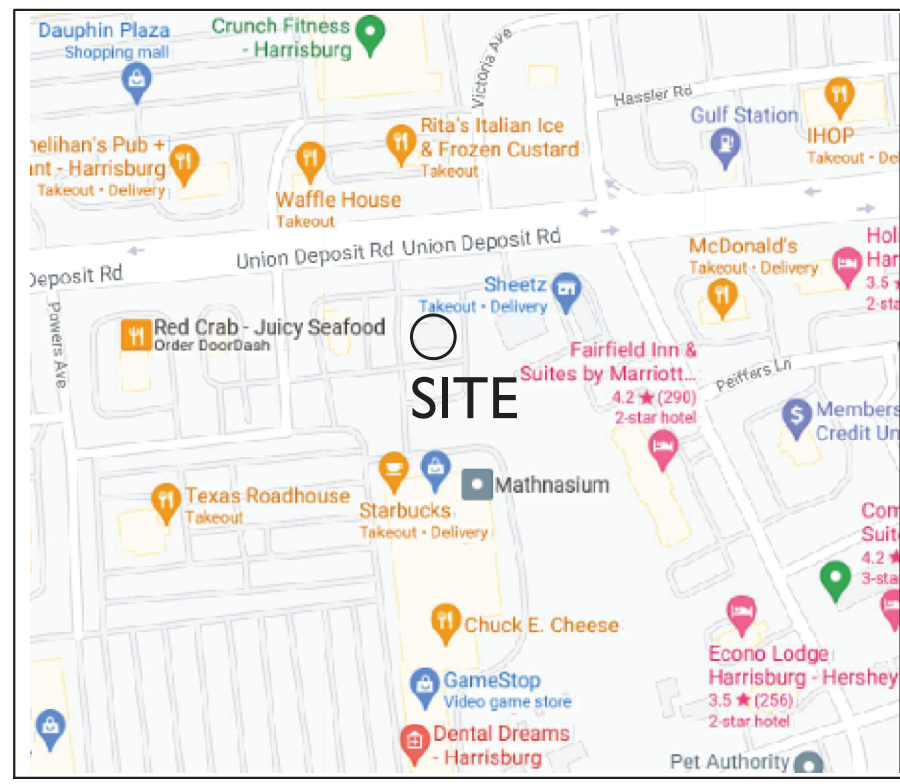 Dauphin Plaza
Shopping mall
Crunch Fitness
- Harrisburg
Victoria Ave
Hassler Rd
Gulf Station
IHOP
Takeout • De
Rita's Italian Ice
& Frozen Custard
Takeout
nelihan's Pub +
ant - Harrisburg
Takeout • Delivery
Waffle House
Takeout
Union Deposit Rd
Union Deposit Rd
Deposit Rd
McDonald's
Takeout • Delivery
Hol
Har
3.5
2-sta
Sheetz
Takeout • Delivery
Powers Ave
Red Crab - Juicy Seafood
Order DoorDash
SITE
Fairfield Inn &
Suites by Marriott...
4.2 ★ (290)
2-star hotel
Peiffers Ln
Members
Credit Un
Texas Roadhouse
Takeout
Starbucks
Takeout • Delivery
Mathnasium
Com
Suit
4.2
3-sta
Chuck E. Cheese
GameStop
Video game store
Econo Lodge
Harrisburg - Hershey
3.5 ★ (256)
2-star hotel
Dental Dreams
- Harrisburg
Pet Authority